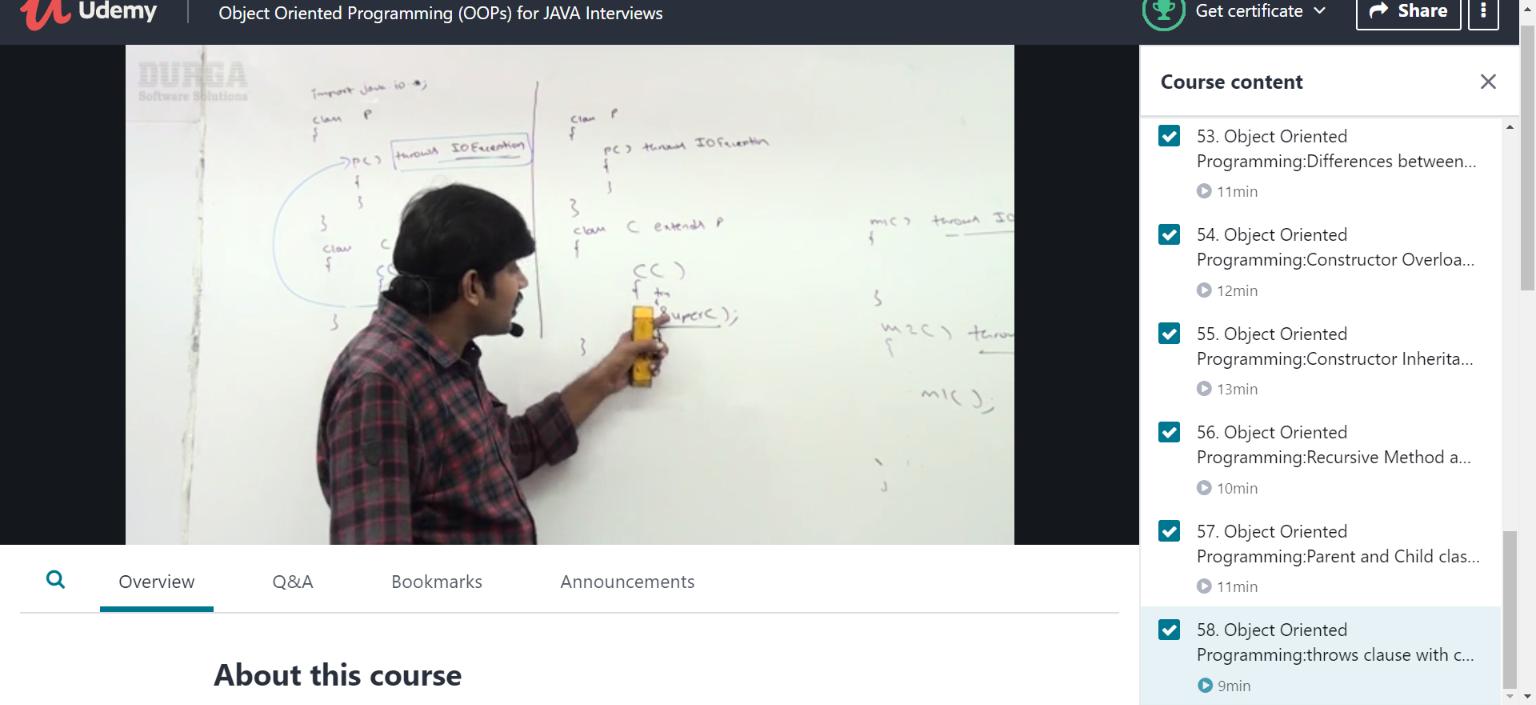 Udemy
Object Oriented Programming (OOPs) for JAVA Interviews
Get certificate
Share
DURGA
Software Solutions
import java.io.*;
class P
{
P() throws IOException
{
}
}
class C
{
CC
}
class P
{
P() throws IOException
{
}
}
class C extends P
{
C()
{ try
super();
}
m1() throws IO
{
}
m2() throw
{
m1();
}
Course content
53. Object Oriented
Programming:Differences between...
11min
54. Object Oriented
Programming:Constructor Overloa...
12min
55. Object Oriented
Programming:Constructor Inherita...
13min
56. Object Oriented
Programming:Recursive Method a...
10min
57. Object Oriented
Programming:Parent and Child clas...
11min
58. Object Oriented
Programming:throws clause with c...
9min
Overview
Q&A
Bookmarks
Announcements
About this course